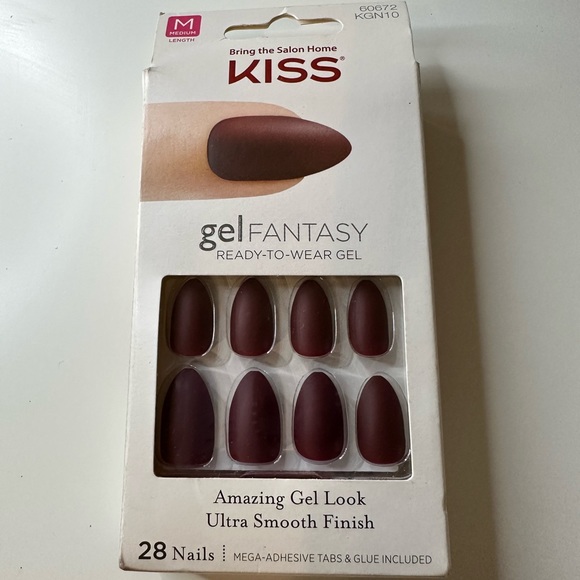 M
MEDIUM
LENGTH
60672
KGN10
Bring the Salon Home
KISS®
gel FANTASY
READY-TO-WEAR GEL
Amazing Gel Look
Ultra Smooth Finish
28 Nails | MEGA-ADHESIVE TABS & GLUE INCLUDED